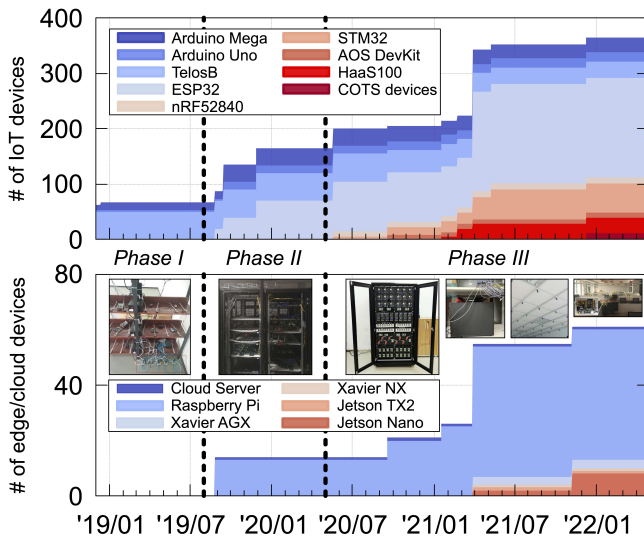 400
300
200
100
0
# of IoT devices
Arduino Mega
Arduino Uno
TelosB
ESP32
nRF52840
STM32
AOS DevKit
HaaS100
COTS devices
Phase I
Phase II
Phase III
80
40
0
# of edge/cloud devices
Cloud Server
Raspberry Pi
Xavier AGX
Xavier NX
Jetson TX2
Jetson Nano
'19/01 '19/07 '20/01 '20/07 '21/01 '21/07 '22/01